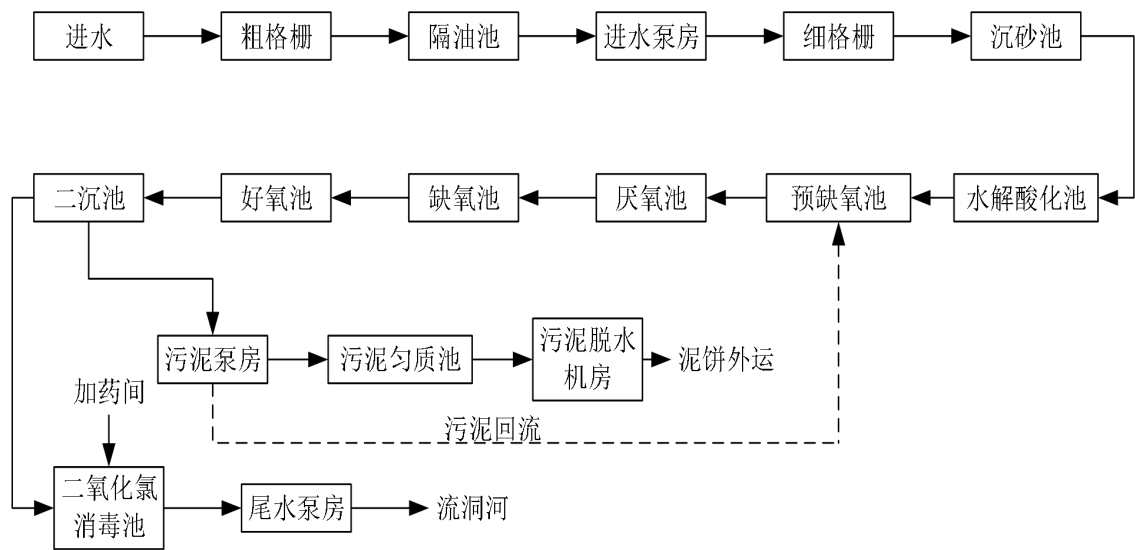 进水
粗格栅
隔油池
进水泵房
细格栅
沉砂池
二沉池
好氧池
缺氧池
厌氧池
预缺氧池
水解酸化池
污泥泵房
污泥匀质池
污泥脱水
机房
泥饼外运
加药间
污泥回流
二氧化氯
消毒池
尾水泵房
流洞河